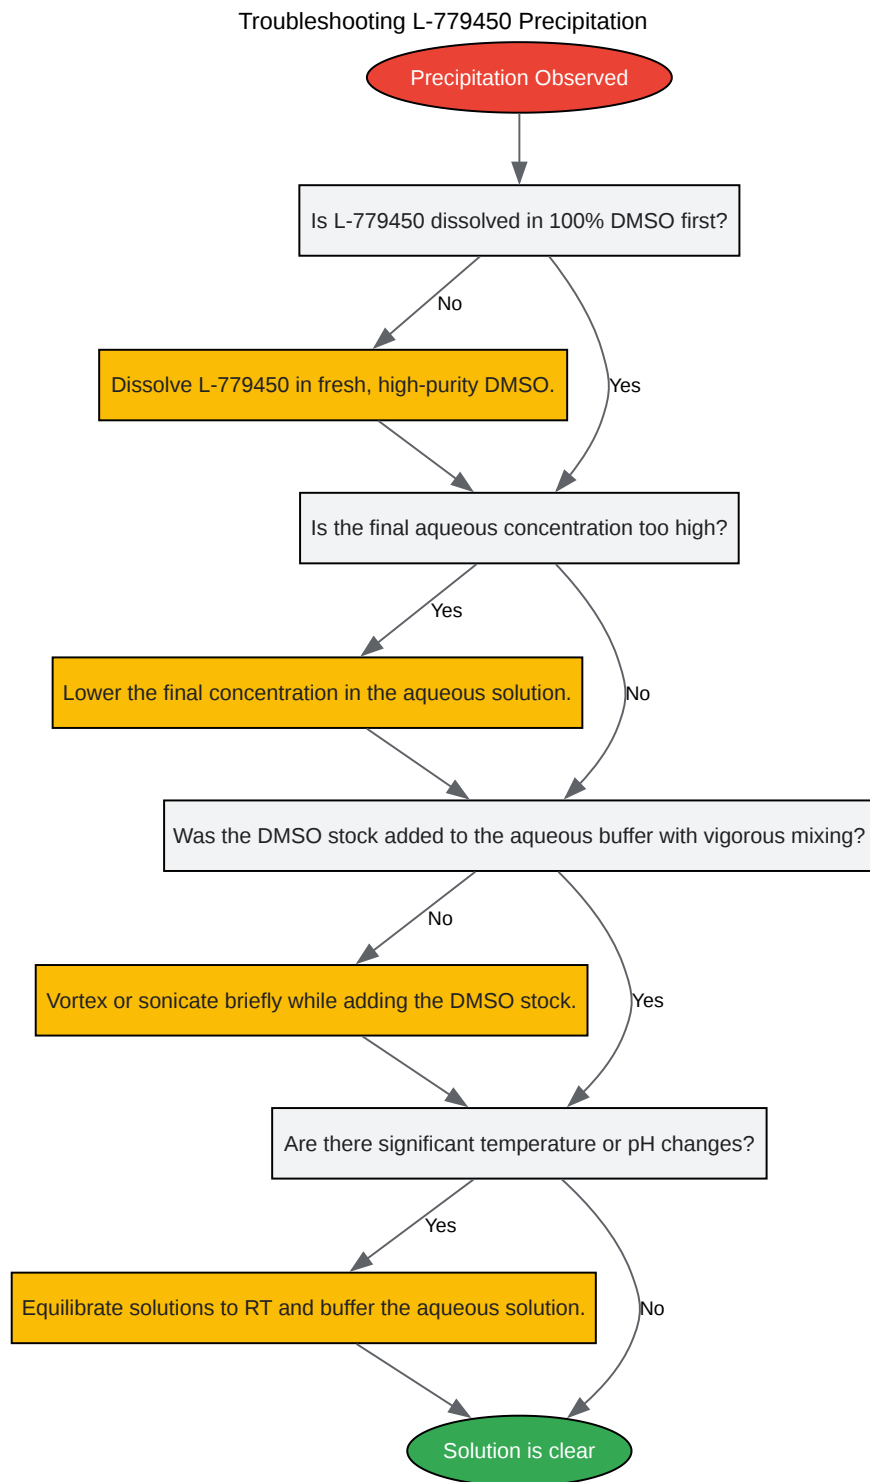 Troubleshooting L-779450 Precipitation
Precipitation Observed
Is L-779450 dissolved in 100% DMSO first?
No
Dissolve L-779450 in fresh, high-purity DMSO.
Yes
Is the final aqueous concentration too high?
Yes
Lower the final concentration in the aqueous solution.
No
Was the DMSO stock added to the aqueous buffer with vigorous mixing?
No
Vortex or sonicate briefly while adding the DMSO stock.
Yes
Are there significant temperature or pH changes?
Yes
Equilibrate solutions to RT and buffer the aqueous solution.
No
Solution is clear